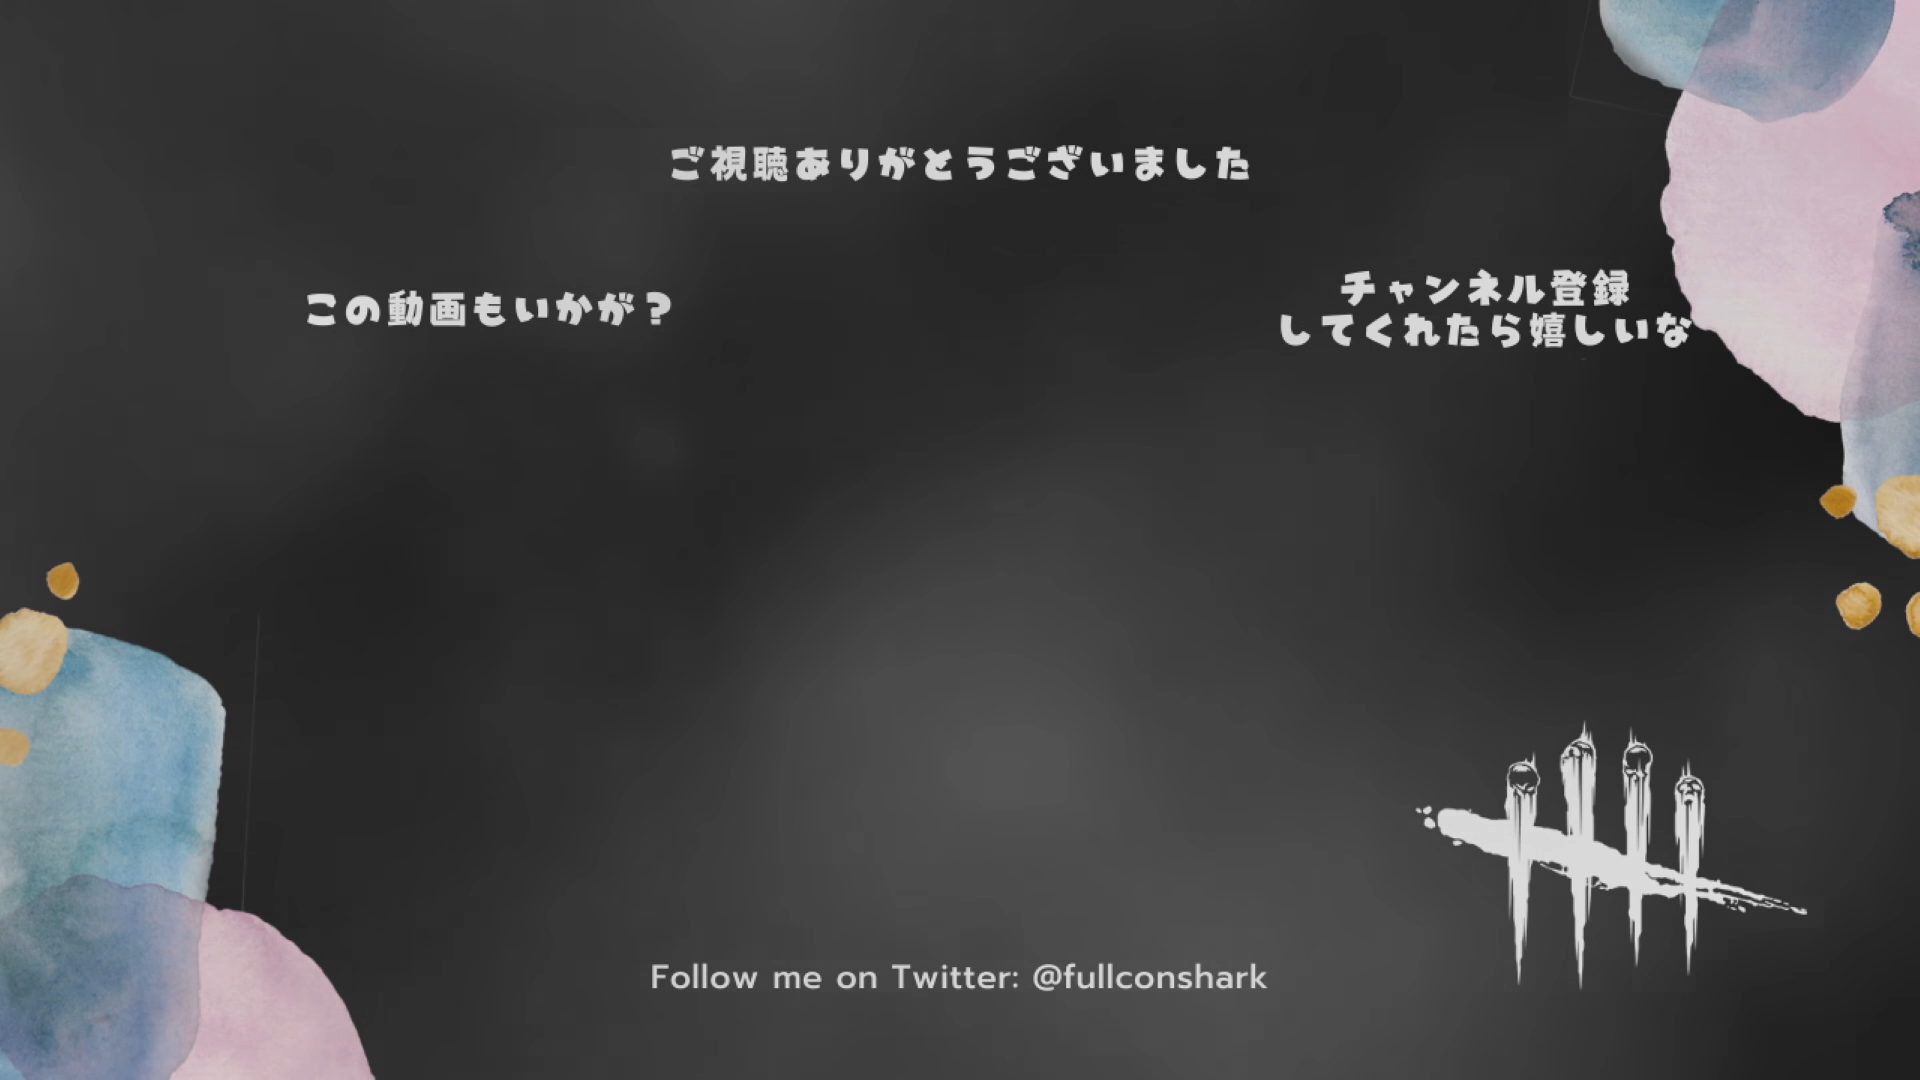 ご視聴ありがとうございました
この動画もいかが？
チャンネル登録
してくれたら嬉しいな
Follow me on Twitter: @fullconshark